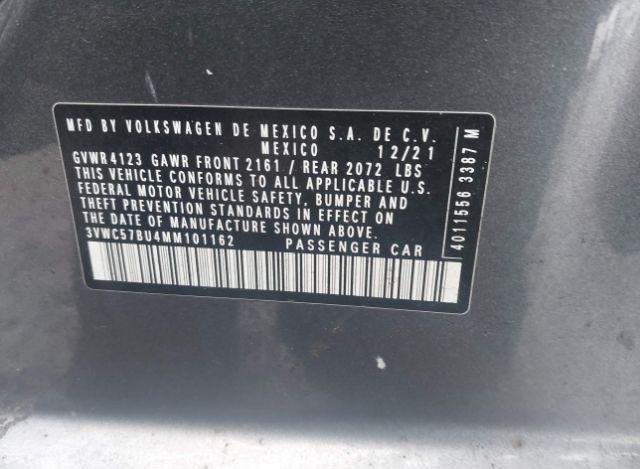 MFD BY VOLKSWAGEN DE MEXICO S.A. DE C.V.
MEXICO 12/21
GVWR4123 GAWR FRONT 2161 / REAR 2072 LBS
THIS VEHICLE CONFORMS TO ALL APPLICABLE U.S.
FEDERAL MOTOR VEHICLE SAFETY, BUMPER AND
THEFT PREVENTION STANDARDS IN EFFECT ON
THE DATE OF MANUFACTURE SHOWN ABOVE.
3VWC57BU4MM101162 PASSENGER CAR
4011556 3387 M